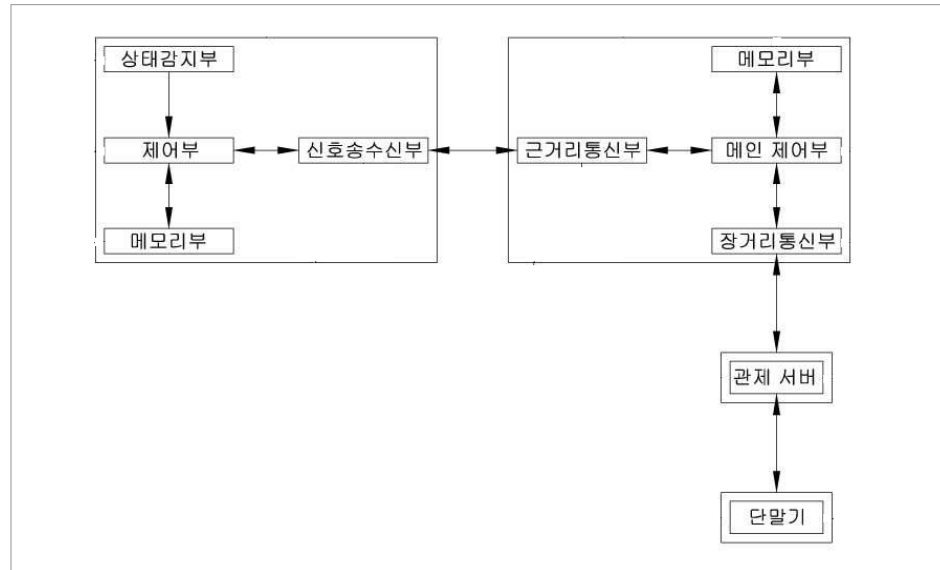 상태감지부
메모리부
제어부
신호송수신부
근거리통신부
메인 제어부
메모리부
장거리통신부
관제 서버
단말기